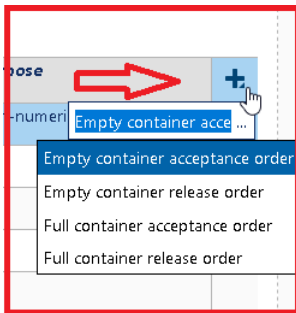 pose
-numeri
Empty container acce ...
Empty container acceptance order
Empty container release order
Full container acceptance order
Full container release order